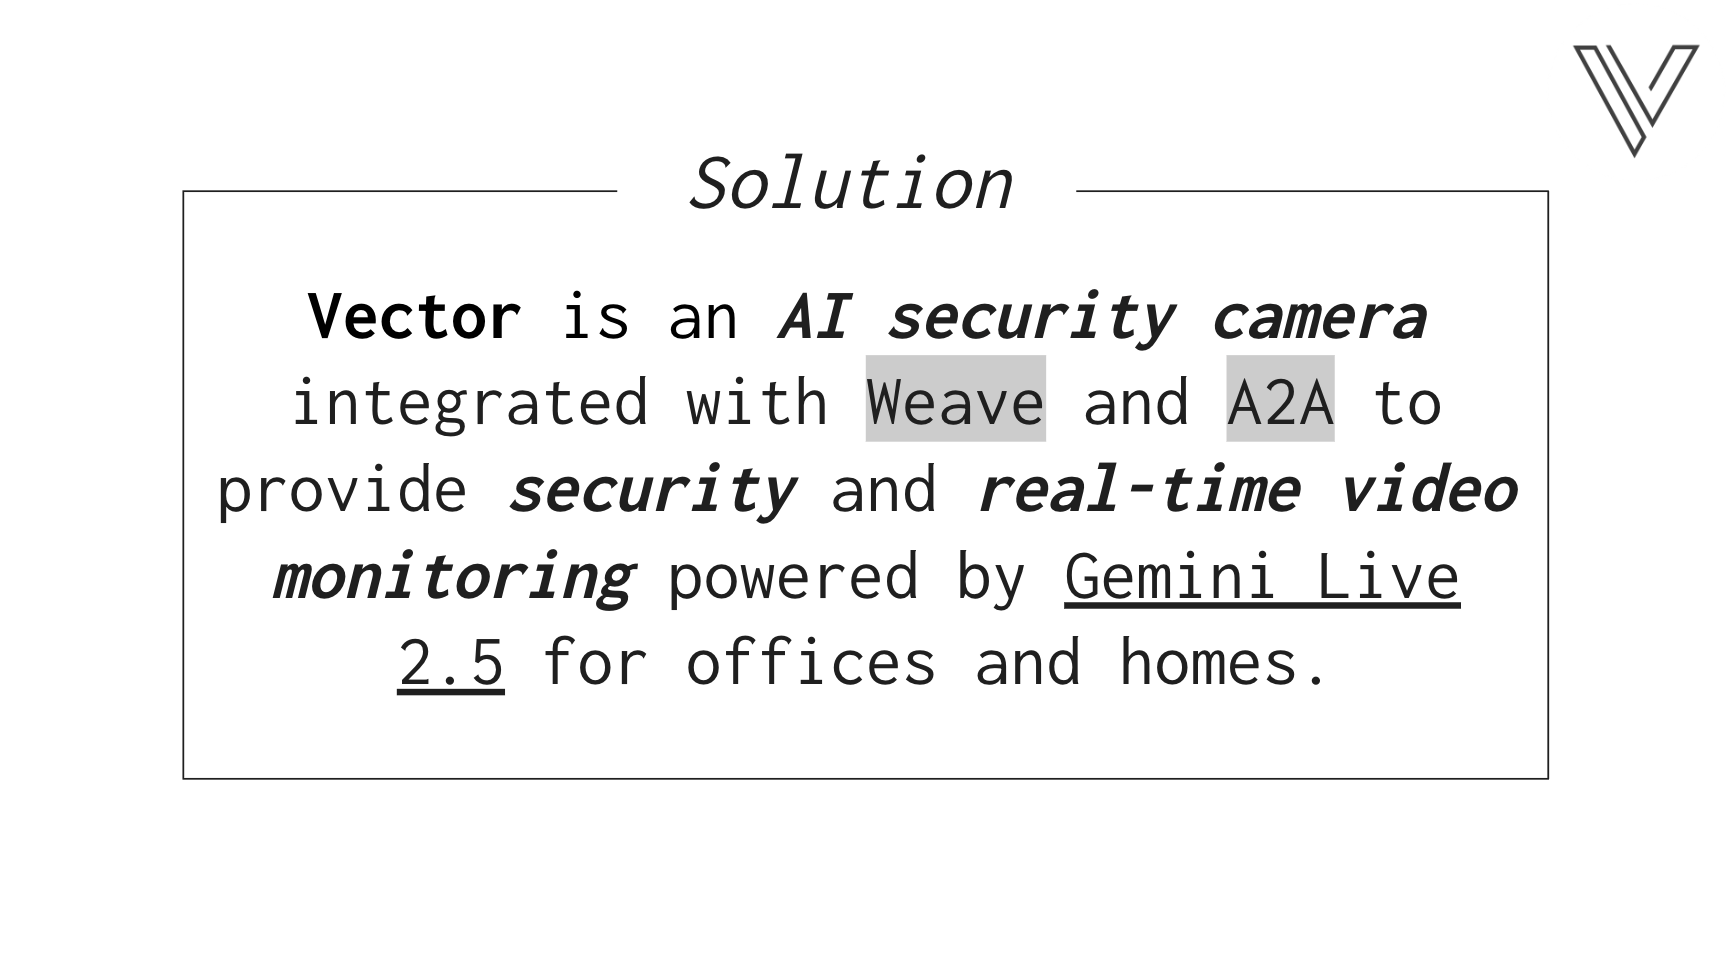 Solution
Vector is an AI security camera
integrated with Weave and A2A to
provide security and real-time video
monitoring powered by Gemini Live
2.5 for offices and homes.